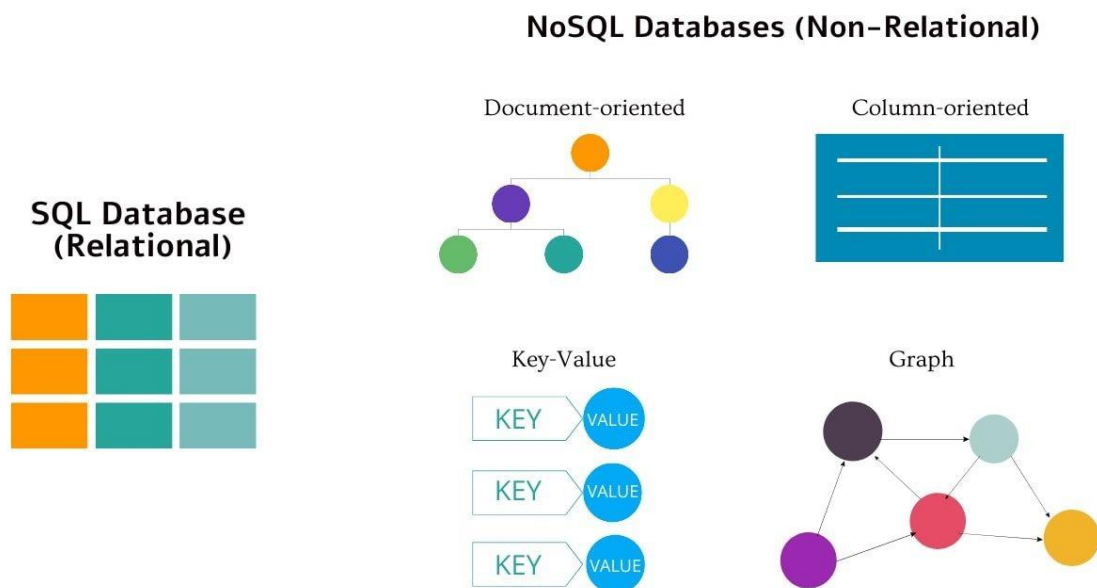 NoSQL Databases (Non-Relational)
SQL Database
(Relational)
Document-oriented
Column-oriented
Key-Value
KEY VALUE
KEY VALUE
KEY VALUE
Graph